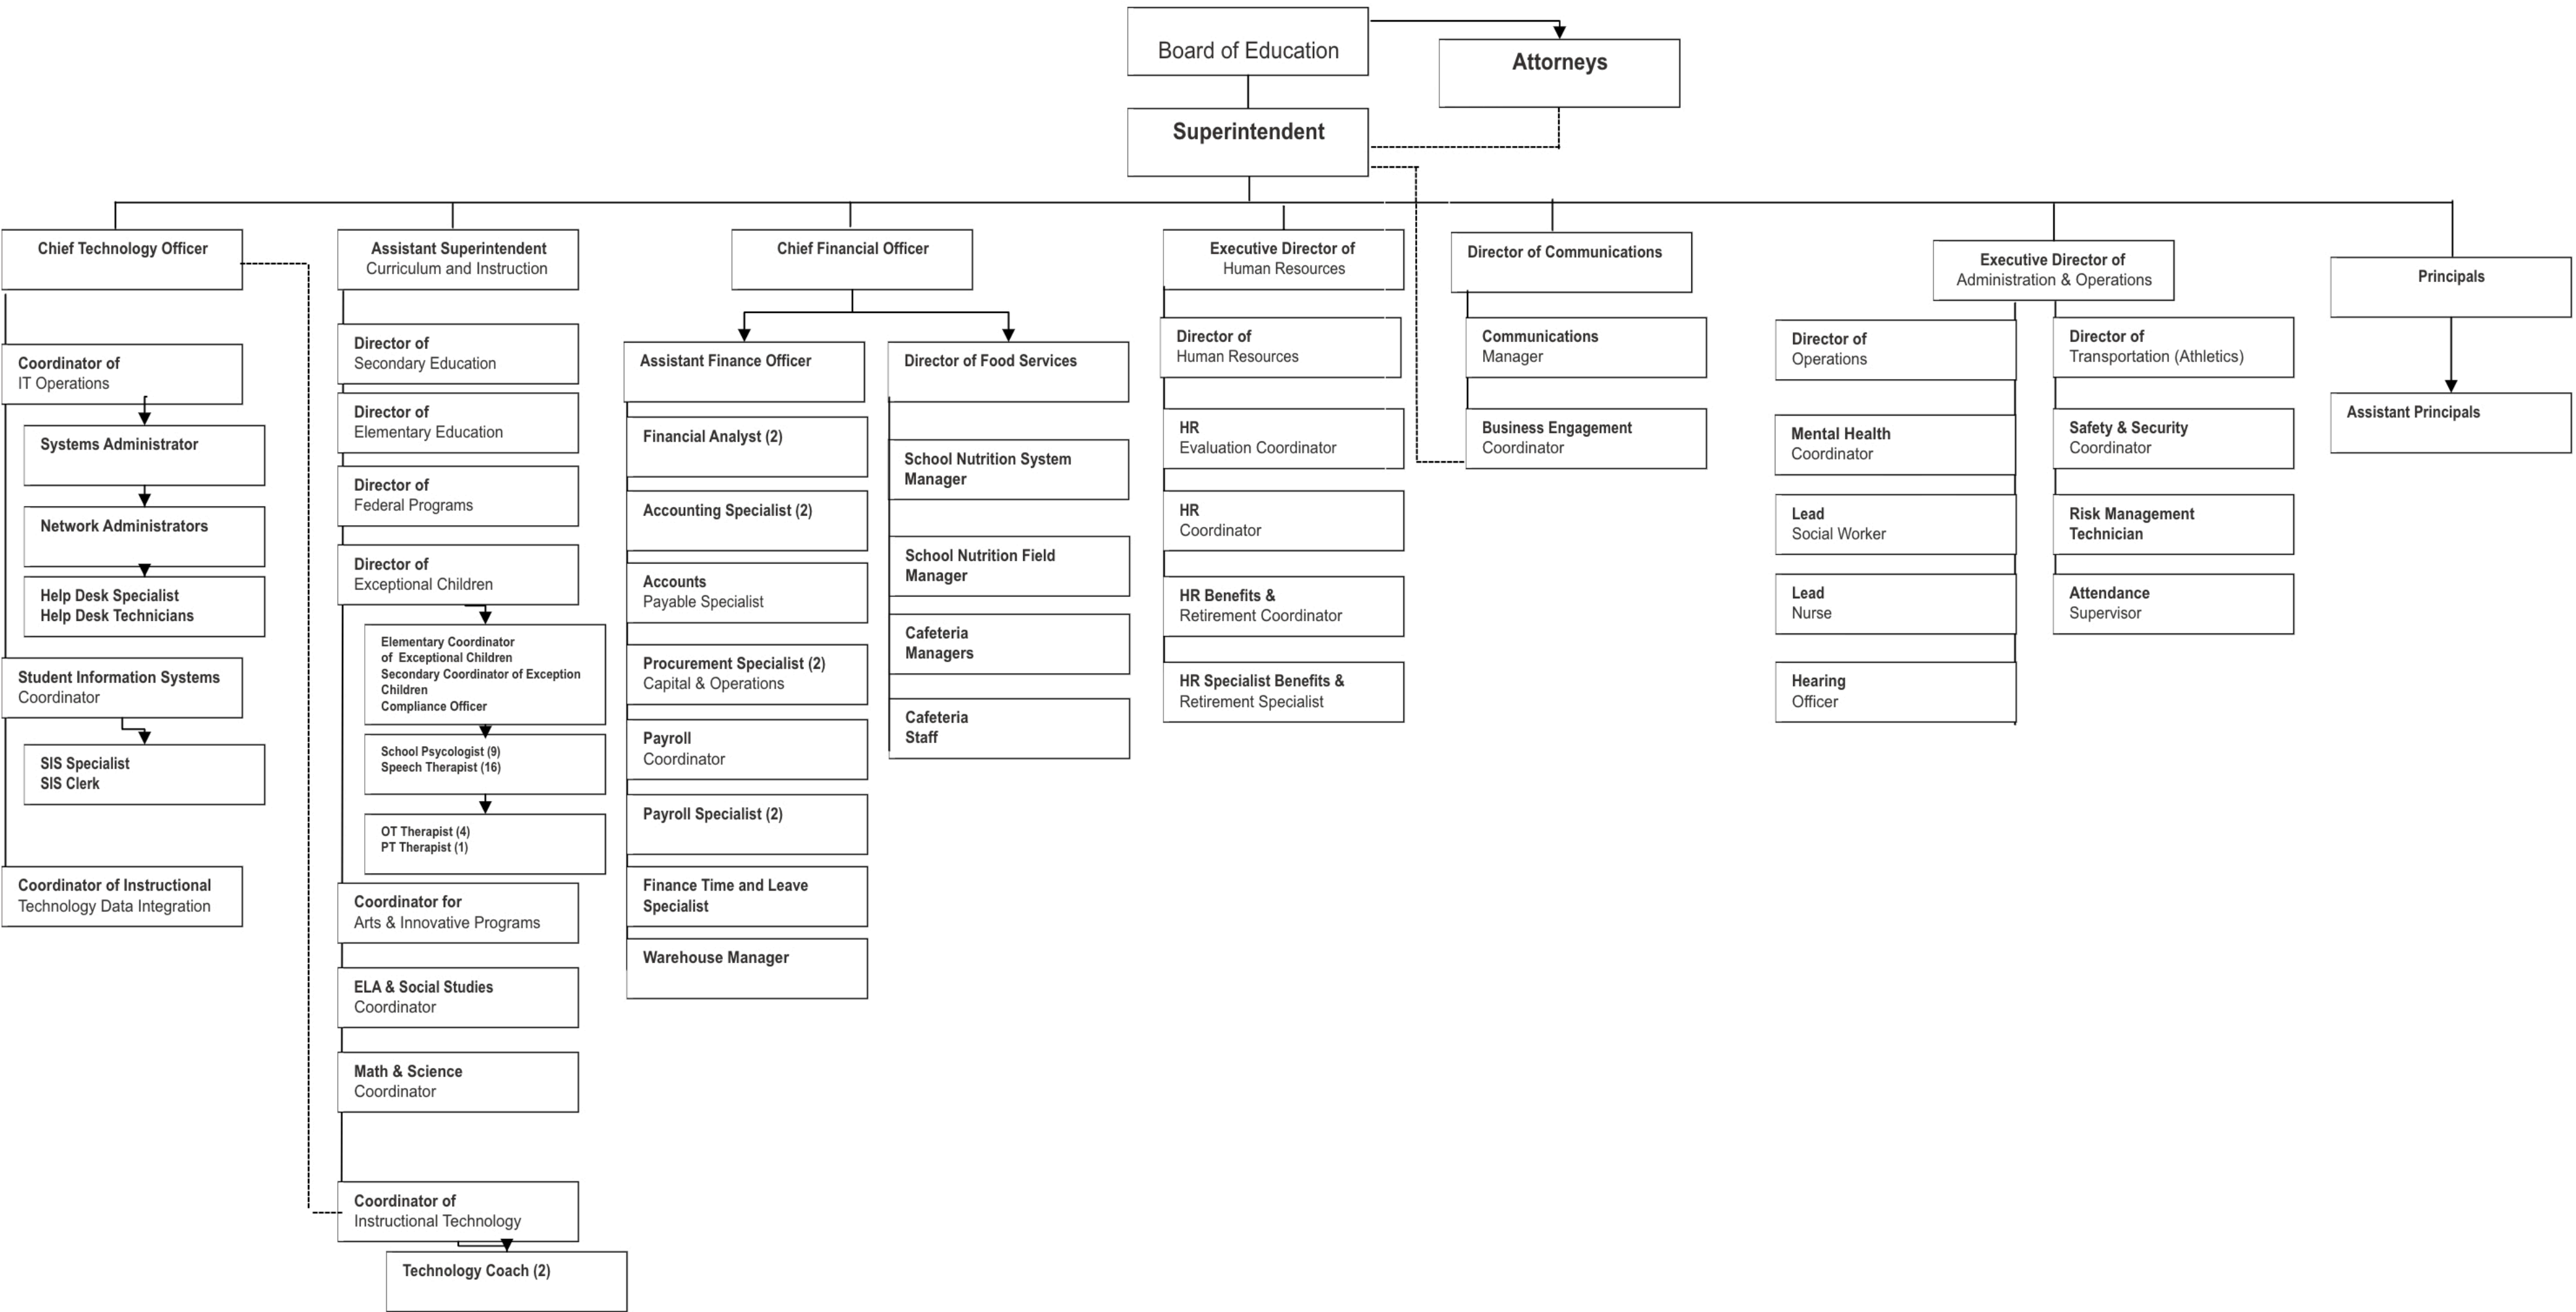 Board of Education
Attorneys
Superintendent
Chief Technology Officer
Coordinator of
IT Operations
Systems Administrator
Network Administrators
Help Desk Specialist
Help Desk Technicians
Student Information Systems
Coordinator
SIS Specialist
SIS Clerk
Coordinator of Instructional
Technology Data Integration
Assistant Superintendent
Curriculum and Instruction
Director of
Secondary Education
Director of
Elementary Education
Director of
Federal Programs
Director of
Exceptional Children
Elementary Coordinator
of Exceptional Children
Secondary Coordinator of Exception
Children
Compliance Officer
School Psycologist (9)
Speech Therapist (16)
OT Therapist (4)
PT Therapist (1)
Coordinator for
Arts & Innovative Programs
ELA & Social Studies
Coordinator
Math & Science
Coordinator
Coordinator of
Instructional Technology
Technology Coach (2)
Chief Financial Officer
Assistant Finance Officer
Financial Analyst (2)
Accounting Specialist (2)
Accounts
Payable Specialist
Procurement Specialist (2)
Capital & Operations
Payroll
Coordinator
Payroll Specialist (2)
Finance Time and Leave
Specialist
Warehouse Manager
Director of Food Services
School Nutrition System
Manager
School Nutrition Field
Manager
Cafeteria
Managers
Cafeteria
Staff
Executive Director of
Human Resources
Director of
Human Resources
HR
Evaluation Coordinator
HR
Coordinator
HR Benefits &
Retirement Coordinator
HR Specialist Benefits &
Retirement Specialist
Director of Communications
Communications
Manager
Business Engagement
Coordinator
Executive Director of
Administration & Operations
Director of
Operations
Mental Health
Coordinator
Lead
Social Worker
Lead
Nurse
Hearing
Officer
Director of
Transportation (Athletics)
Safety & Security
Coordinator
Risk Management
Technician
Attendance
Supervisor
Principals
Assistant Principals